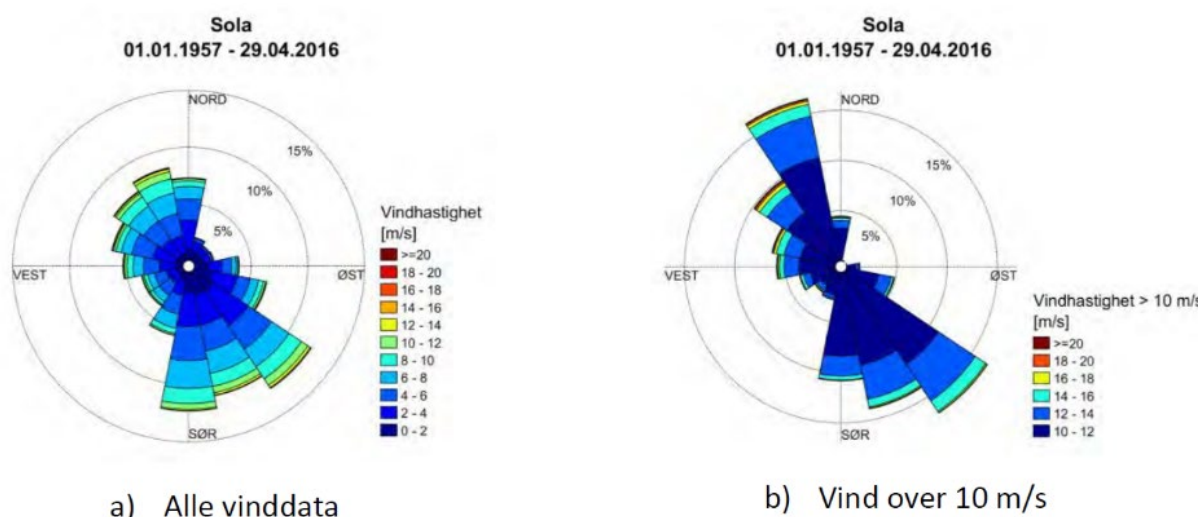 Sola
01.01.1957 - 29.04.2016
NORD
15%
10%
5%
VEST
ØST
SØR
Vindhastighet
[m/s]
>=20
18 - 20
16 - 18
14 - 16
12 - 14
10 - 12
8 - 10
6 - 8
4 - 6
2 - 4
0 - 2
a) Alle vinddata
Sola
01.01.1957 - 29.04.2016
NORD
15%
10%
5%
VEST
ØST
SØR
Vindhastighet > 10 m/s
[m/s]
>=20
18 - 20
16 - 18
14 - 16
12 - 14
10 - 12
b) Vind over 10 m/s